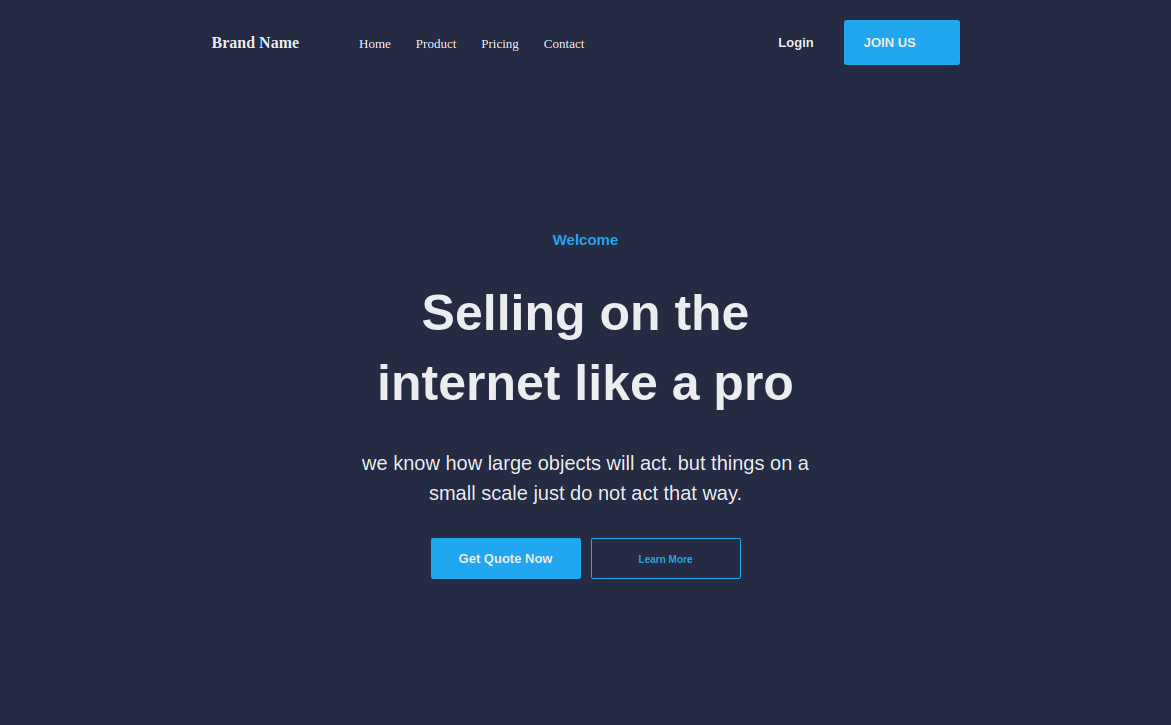 Brand Name
Home
Product
Pricing
Contact
Login
JOIN US
Welcome
Selling on the
internet like a pro
we know how large objects will act. but things on a
small scale just do not act that way.
Get Quote Now
Learn More